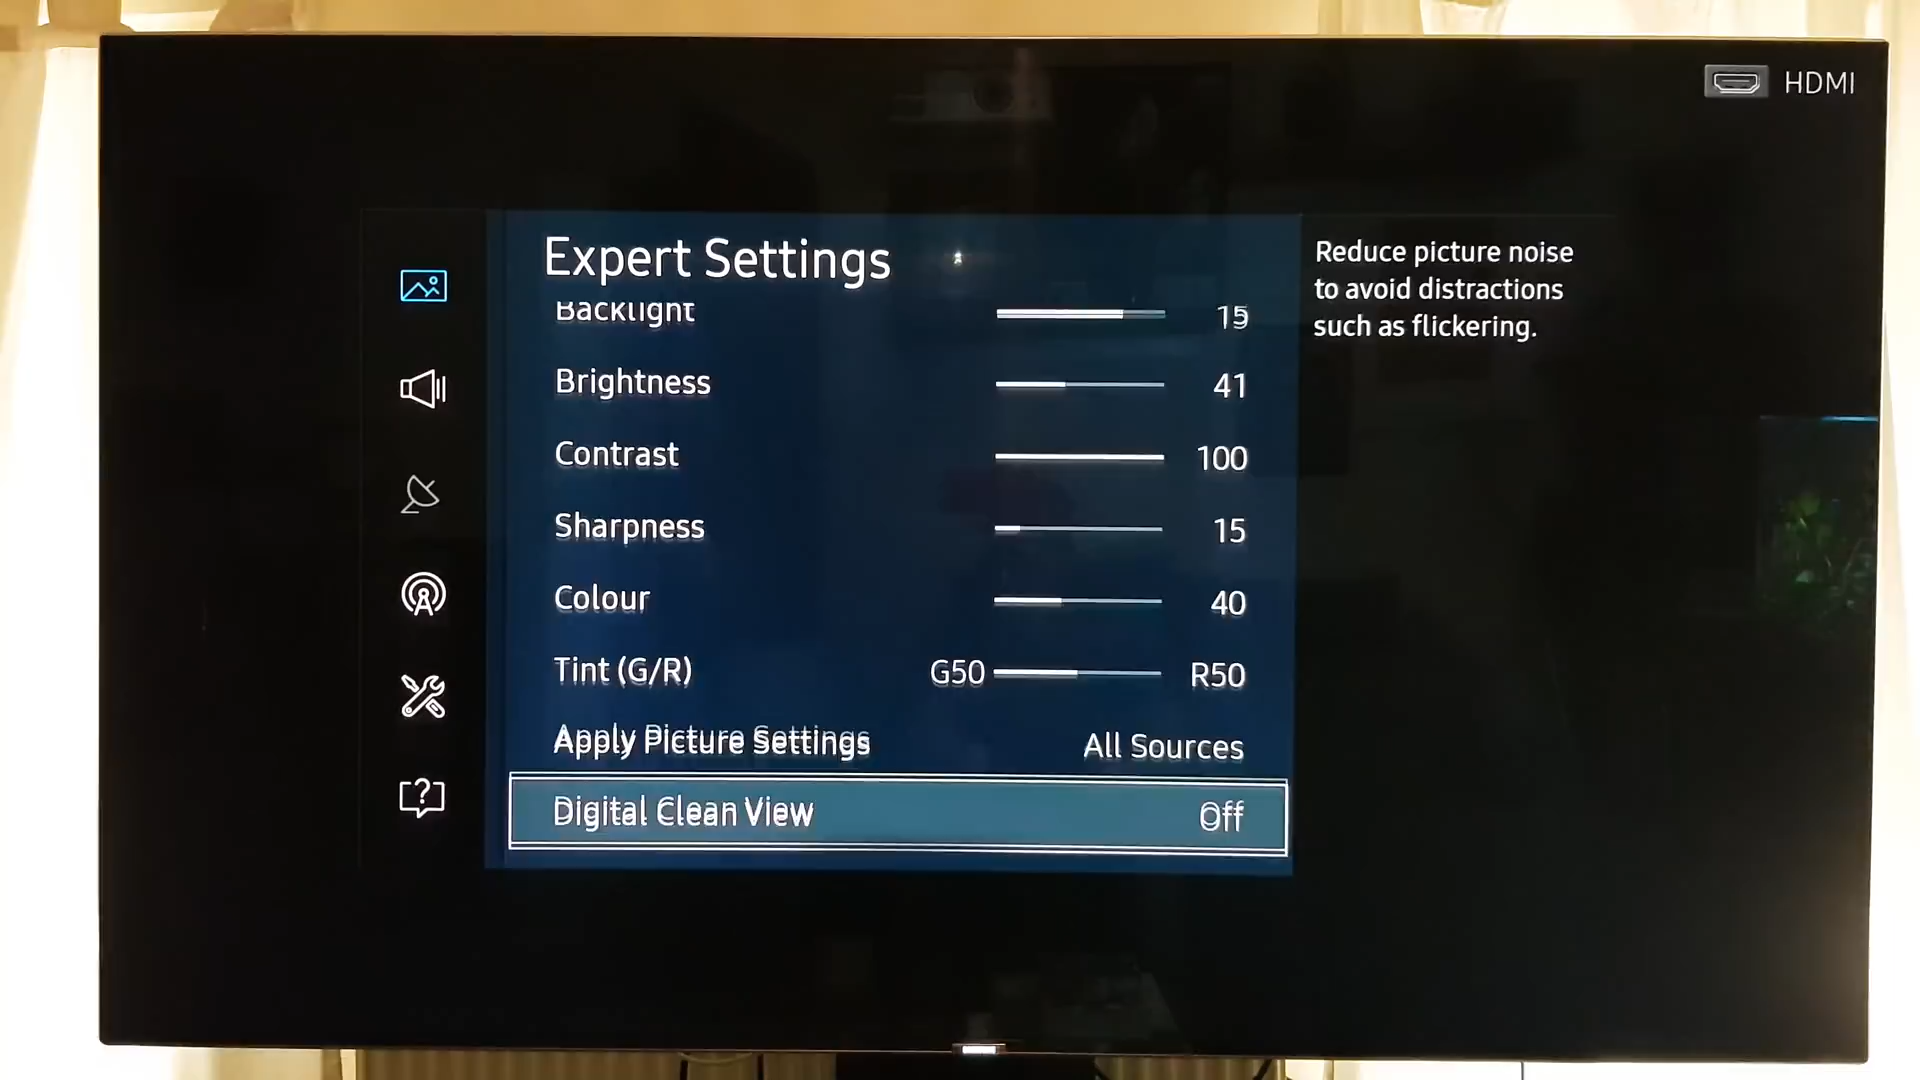 HDMI
Expert Settings
Backlight 15
Brightness 41
Contrast 100
Sharpness 15
Colour 40
Tint (G/R) G50 R50
Apply Picture Settings All Sources
Digital Clean View Off
Reduce picture noise
to avoid distractions
such as flickering.